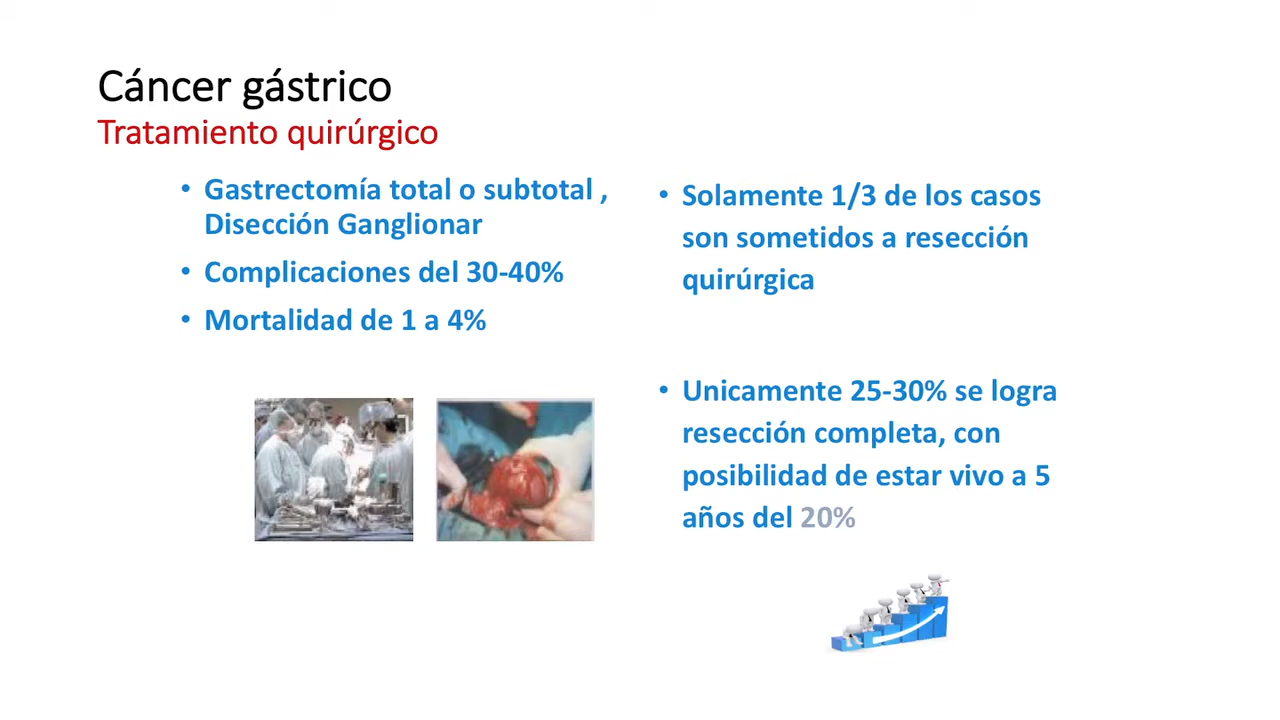 Cáncer gástrico
Tratamiento quirúrgico
• Gastrectomía total o subtotal ,
Disección Ganglionar
• Complicaciones del 30-40%
• Mortalidad de 1 a 4%
• Solamente 1/3 de los casos
son sometidos a resección
quirúrgica
• Unicamente 25-30% se logra
resección completa, con
posibilidad de estar vivo a 5
años del 20%